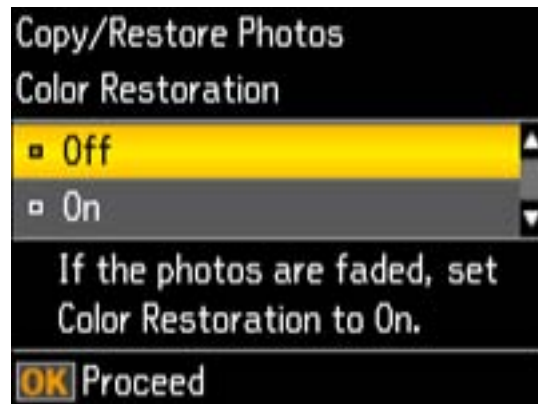 Copy/Restore Photos
Color Restoration
Off
On
If the photos are faded, set
Color Restoration to On.
OK Proceed